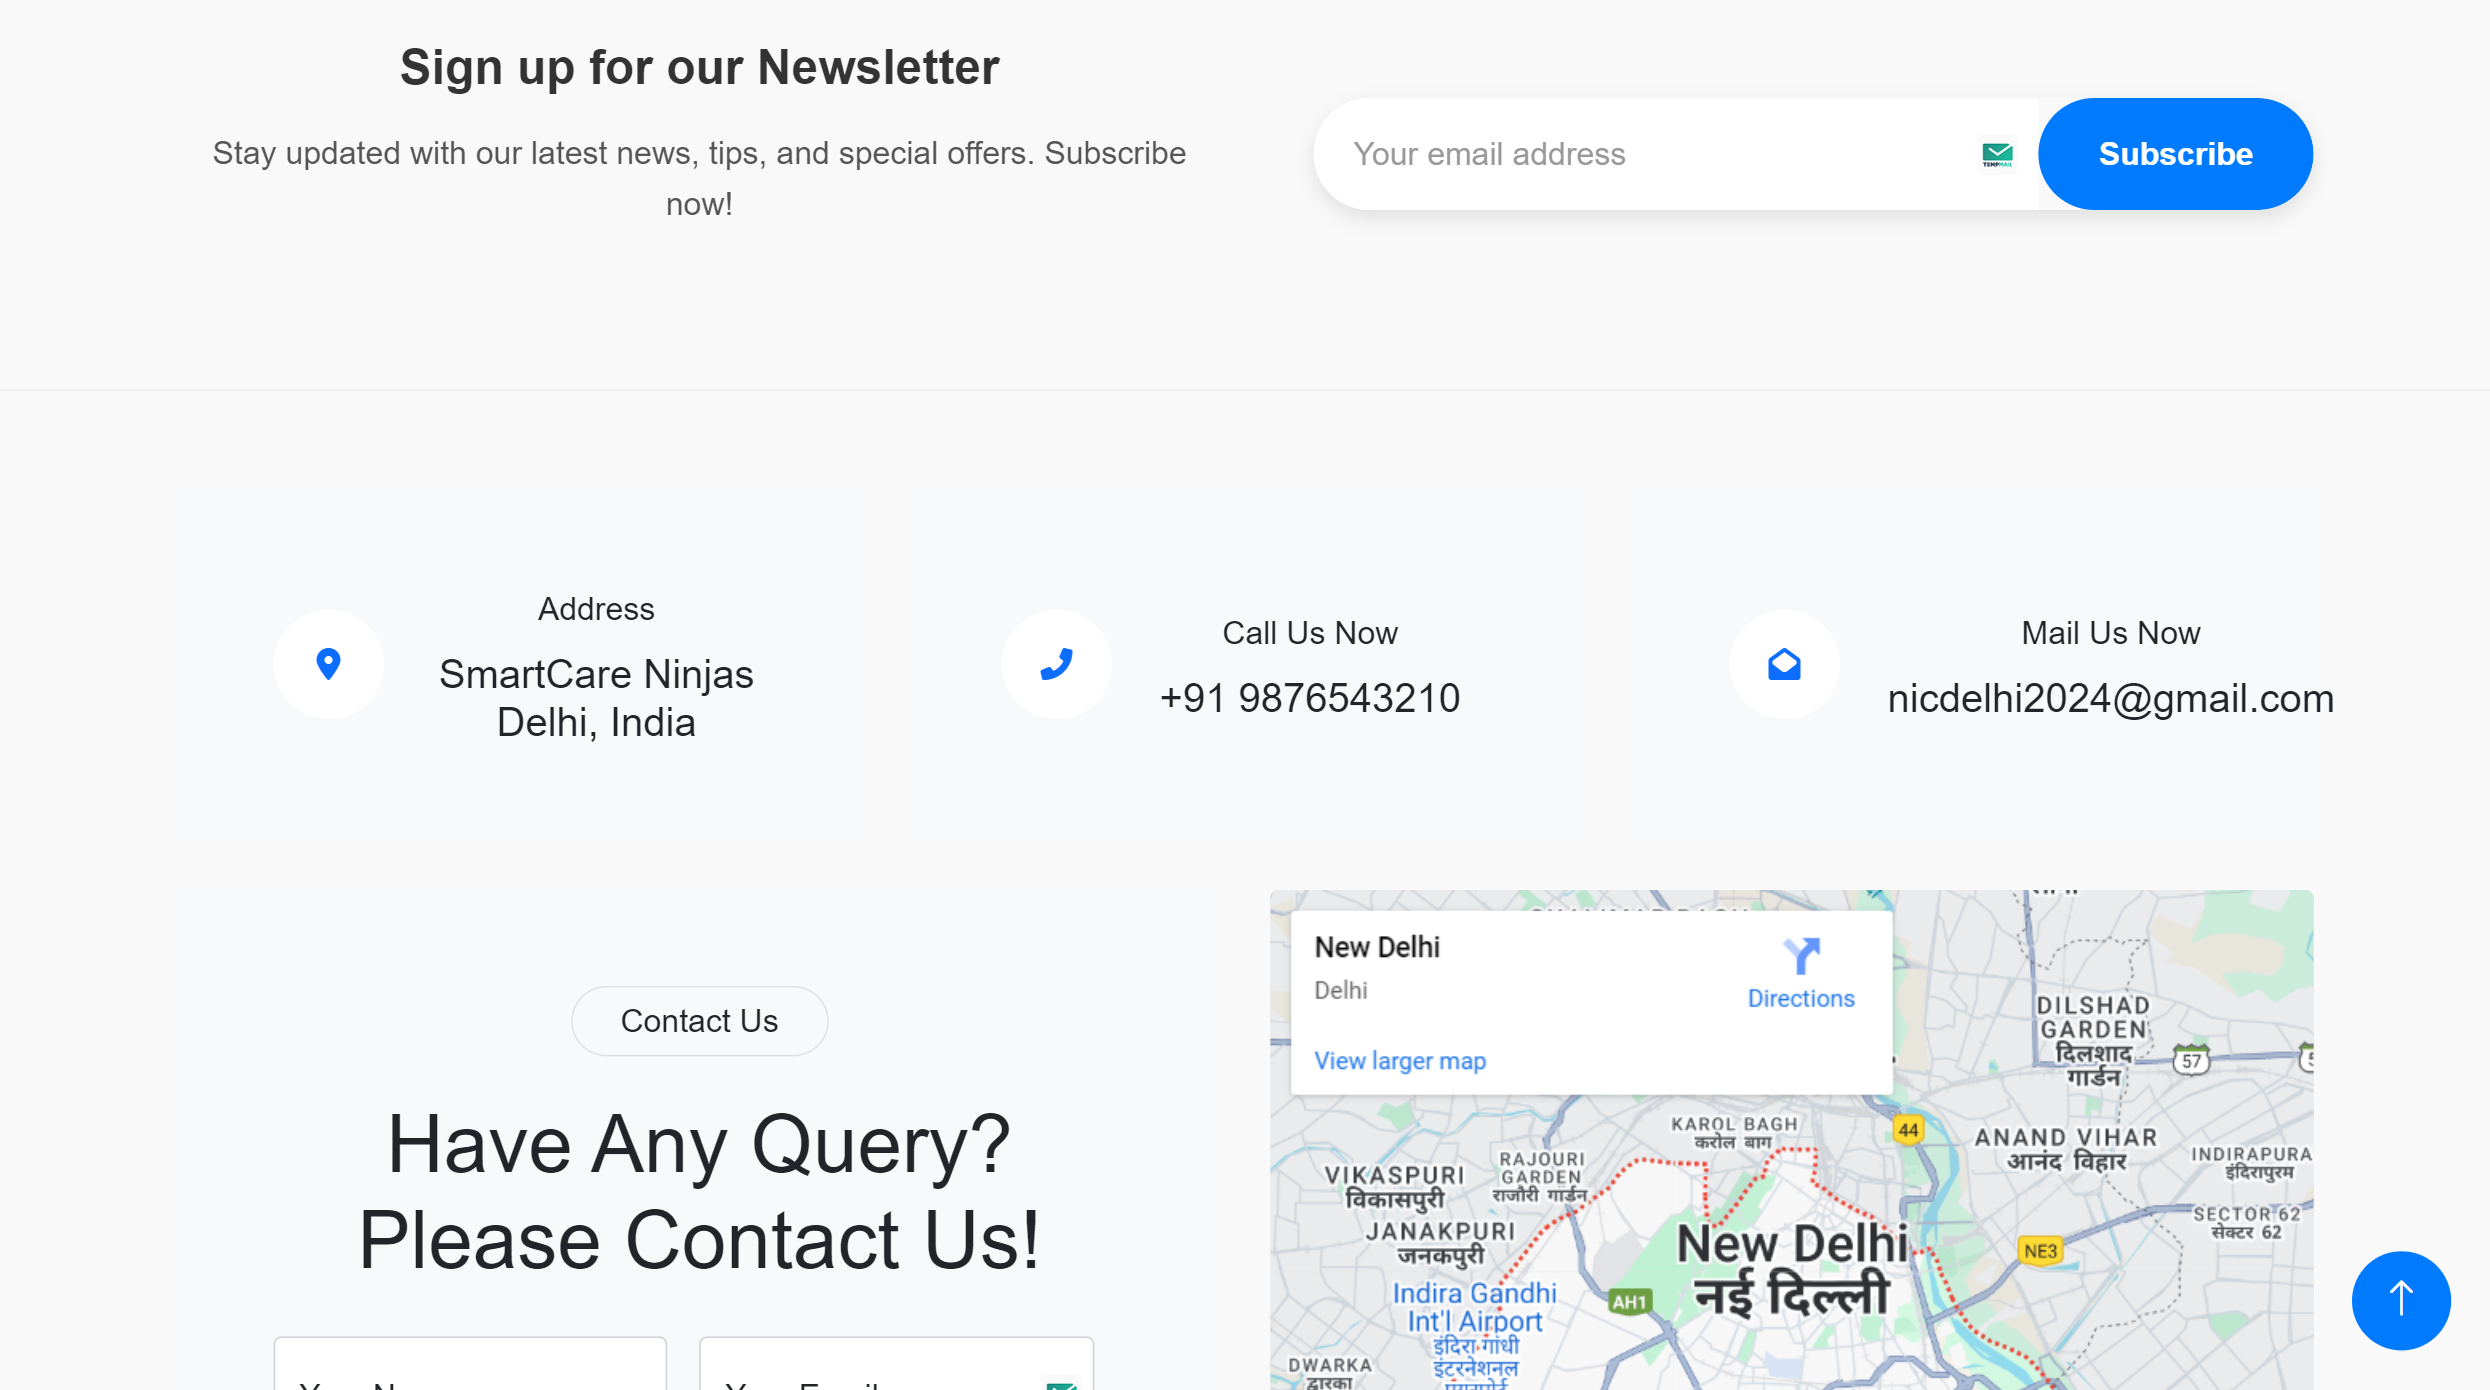 Sign up for our Newsletter
Stay updated with our latest news, tips, and special offers. Subscribe
now!
Your email address
TEMPMAIL
Subscribe
Address
SmartCare Ninjas
Delhi, India
Call Us Now
+91 9876543210
Mail Us Now
nicdelhi2024@gmail.com
Contact Us
Have Any Query?
Please Contact Us!
New Delhi
Delhi
Directions
View larger map
DILSHAD
GARDEN
दिलशाद
गार्डन
57
KAROL BAGH
करोल बाग
44
ANAND VIHAR
आनंद विहार
INDIRAPURA
इंदिरापुरम
RAJOURI
GARDEN
राजौरी गार्डन
VIKASPURI
विकासपुरी
JANAKPURI
जनकपुरी
SECTOR 62
सेक्टर 62
New Delhi
नई दिल्ली
NE3
AH1
Indira Gandhi
Int'l Airport
इंदिरा गांधी
इंटरनेशनल
DWARKA
द्वारका